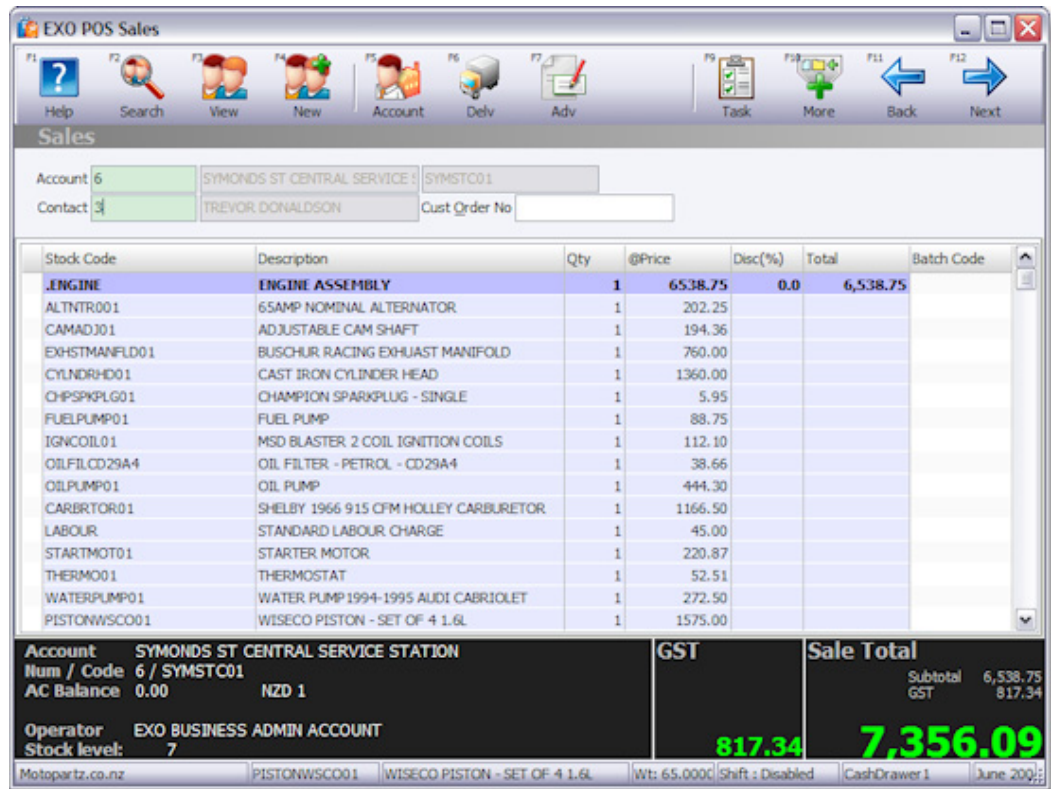 EXO POS Sales
F1 F2 F3 F4 F5 F6 F7 F9 F10 F11 F12
Help Search View New Account Delv Adv Task More Back Next
Sales
Account 6 SYMONDS ST CENTRAL SERVICE SYMSTC01
Contact 3 TREVOR DONALDSON Cust Order No
Stock Code Description Qty @Price Disc(%) Total Batch Code
.ENGINE ENGINE ASSEMBLY 1 6538.75 0.0 6,538.75
ALTNTR001 65AMP NOMINAL ALTERNATOR 1 202.25
CAMADJ01 ADJUSTABLE CAM SHAFT 1 194.36
EXHSTMANFLD01 BUSCHUR RACING EXHUAST MANIFOLD 1 760.00
CYLNDRHD01 CAST IRON CYLINDER HEAD 1 1360.00
CHPSPKPLG01 CHAMPION SPARKPLUG - SINGLE 1 5.95
FUELPUMP01 FUEL PUMP 1 88.75
IGNCOIL01 MSD BLASTER 2 COIL IGNITION COILS 1 112.10
OILFILCD29A4 OIL FILTER - PETROL - CD29A4 1 38.66
OILPUMP01 OIL PUMP 1 444.30
CARBRTOR01 SHELBY 1966 915 CFM HOLLEY CARBURETOR 1 1166.50
LABOUR STANDARD LABOUR CHARGE 1 45.00
STARTMOT01 STARTER MOTOR 1 220.87
THERMO01 THERMOSTAT 1 52.51
WATERPUMP01 WATER PUMP1994-1995 AUDI CABRIOLET 1 272.50
PISTONWSCO01 WISECO PISTON - SET OF 4 1.6L 1 1575.00
Account SYMONDS ST CENTRAL SERVICE STATION GST Sale Total
Num / Code 6 / SYMSTC01 Subtotal 6,538.75
AC Balance 0.00 NZD 1 GST 817.34
Operator EXO BUSINESS ADMIN ACCOUNT
Stock level: 7 817.34 7,356.09
Motopartz.co.nz PISTONWSCO01 WISECO PISTON - SET OF 4 1.6L Wt: 65.000 Shift : Disabled CashDrawer1 June 200